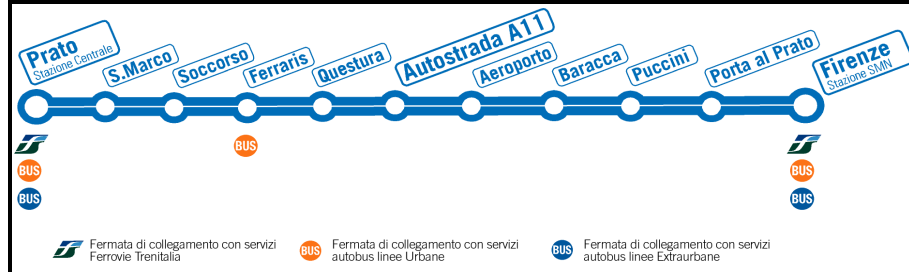 Prato
Stazione Centrale
S.Marco
Soccorso
Ferraris
Questura
Autostrada A11
Aeroporto
Baracca
Puccini
Porta al Prato
Firenze
Stazione SMN
BUS
BUS
BUS
BUS
BUS
Fermata di collegamento con servizi
Ferrovie Trenitalia
BUS
Fermata di collegamento con servizi
autobus linee Urbane
BUS
Fermata di collegamento con servizi
autobus linee Extraurbane